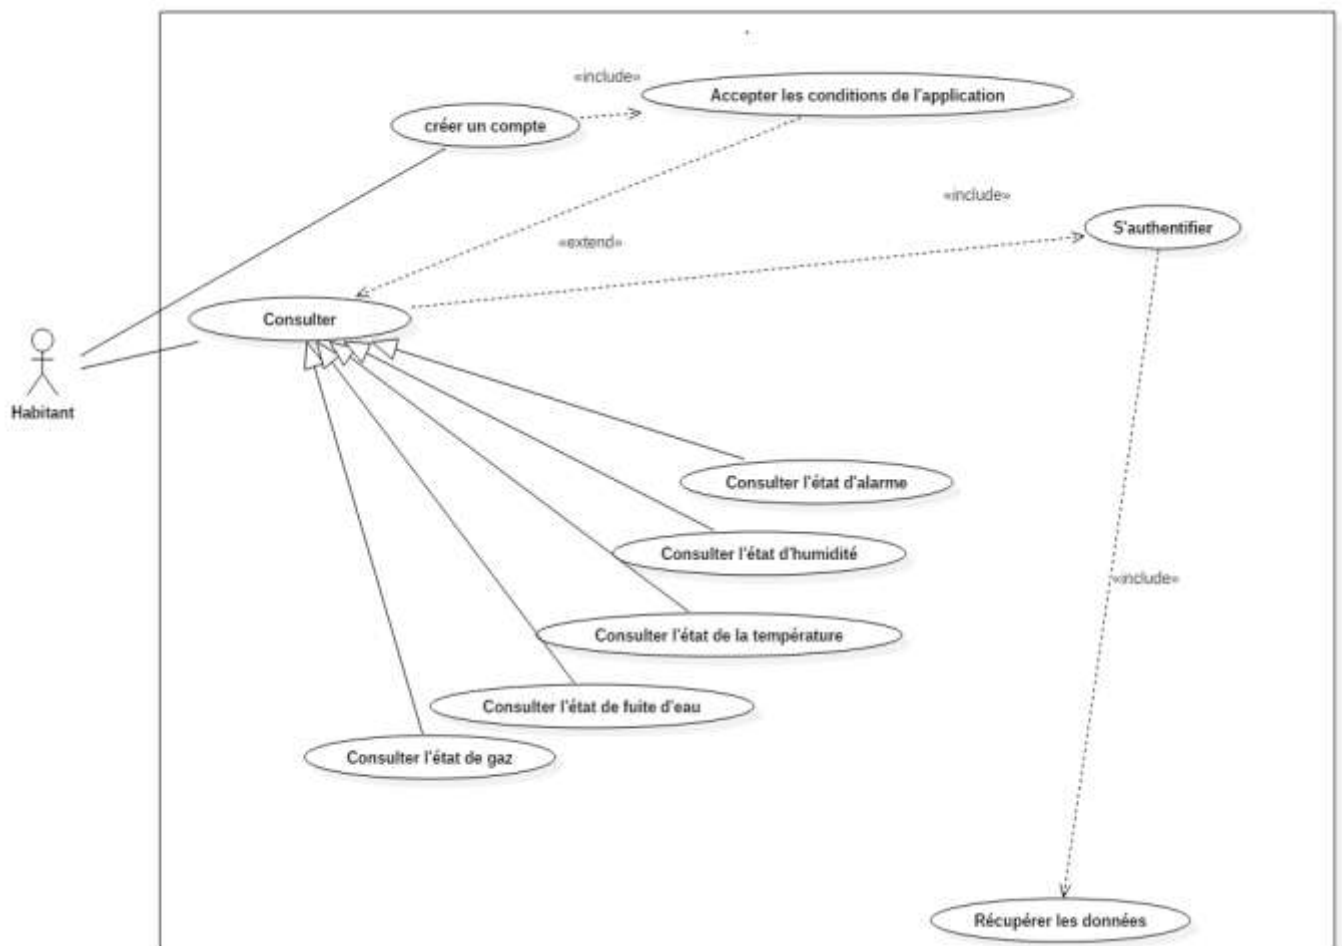 «include»
Accepter les conditions de l'application
créer un compte
«include»
S'authentifier
«extend»
Consulter
Habitant
Consulter l'état d'alarme
Consulter l'état d'humidité
«include»
Consulter l'état de la température
Consulter l'état de fuite d'eau
Consulter l'état de gaz
Récupérer les données